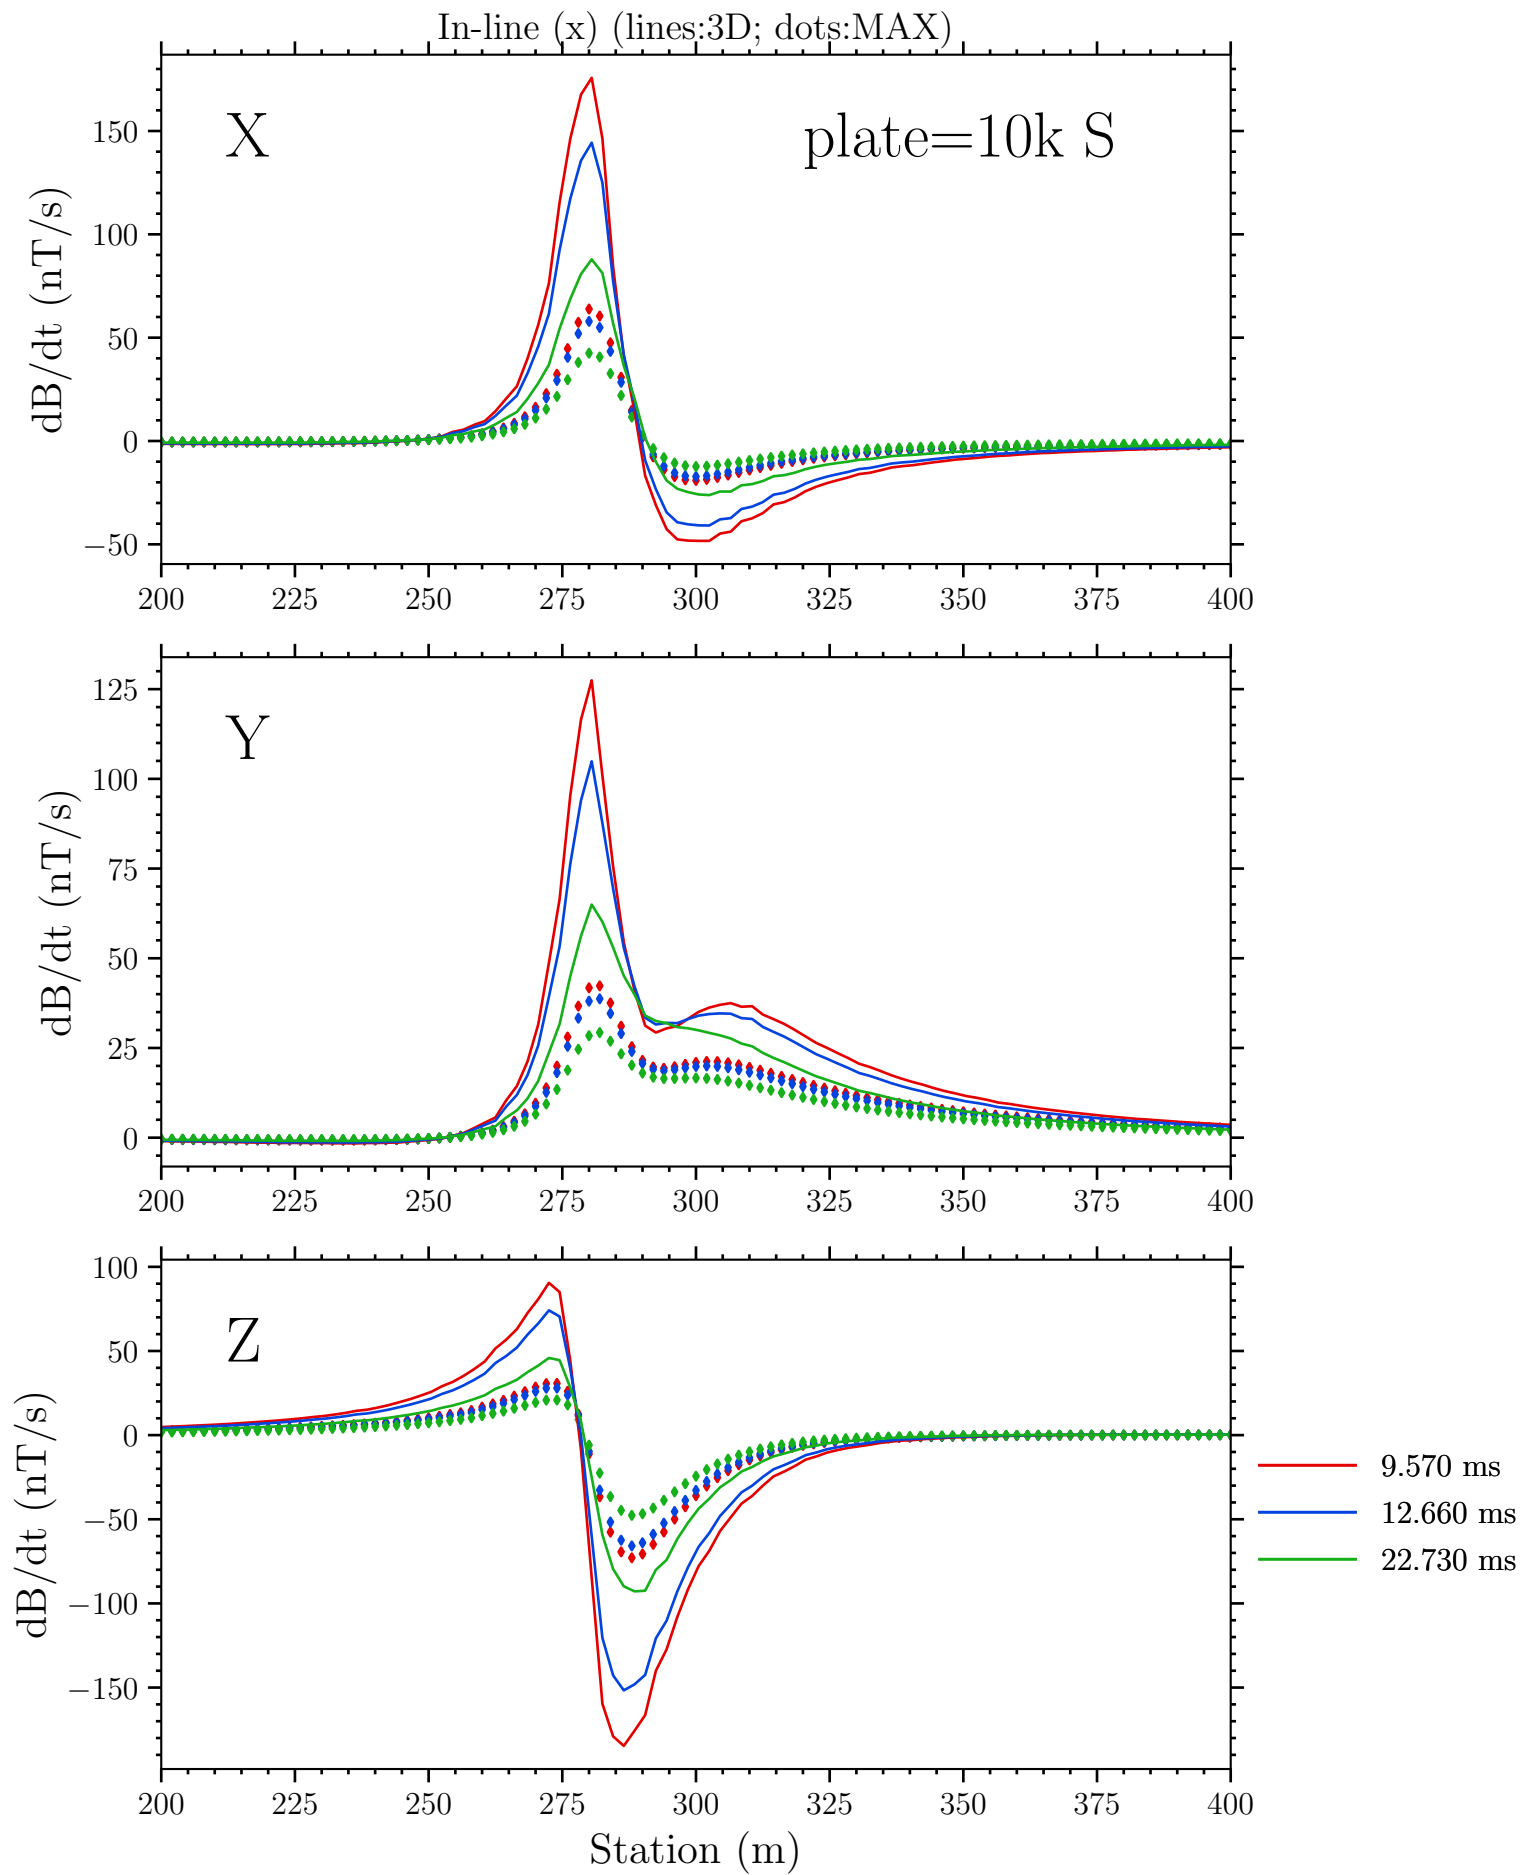 In-line (x) (lines:3D; dots:MAX)
X
plate=10k S
dB/dt (nT/s)
150
100
50
0
−50
200 225 250 275 300 325 350 375 400
Y
dB/dt (nT/s)
125
100
75
50
25
0
200 225 250 275 300 325 350 375 400
Z
dB/dt (nT/s)
100
50
0
−50
−100
−150
200 225 250 275 300 325 350 375 400
Station (m)
9.570 ms
12.660 ms
22.730 ms